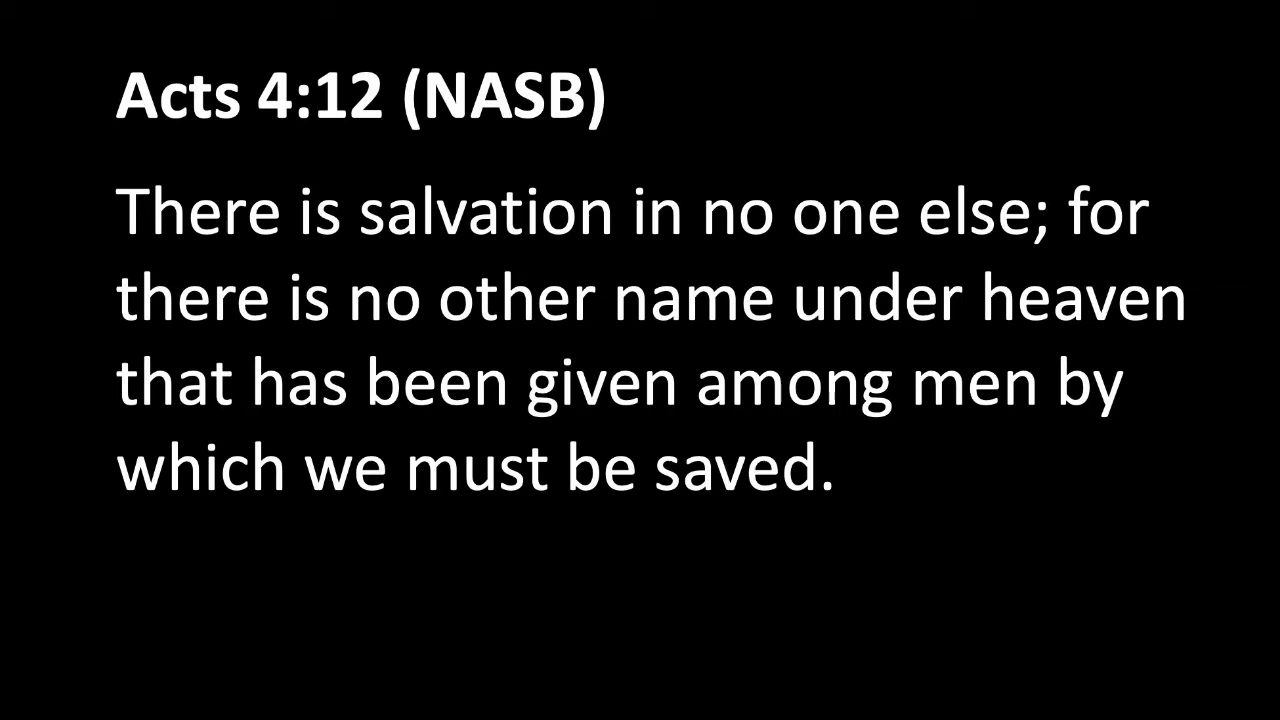 Acts 4:12 (NASB)
There is salvation in no one else; for
there is no other name under heaven
that has been given among men by
which we must be saved.